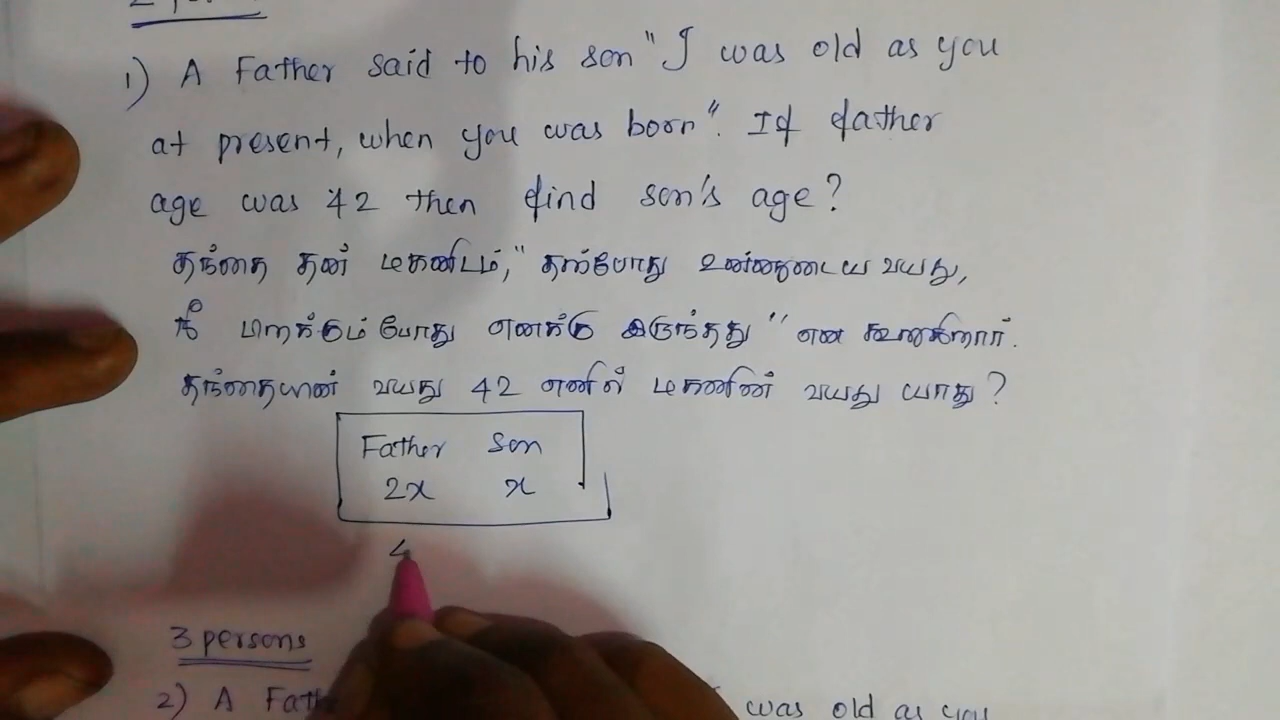 1) A Father said to his son " I was old as you
at present, when you was born". If father
age was 42 then find son's age?
தந்தை தன் மகனிடம்," தற்போது உன்னுடைய வயது,
நீ பிறக்கும் போது எனக்கு இருந்தது " என கூறுகிறார்.
தந்தையின் வயது 42 எனில் மகனின் வயது யாது?
Father Son
2x x
4
3 persons
2) A Fath was old as you